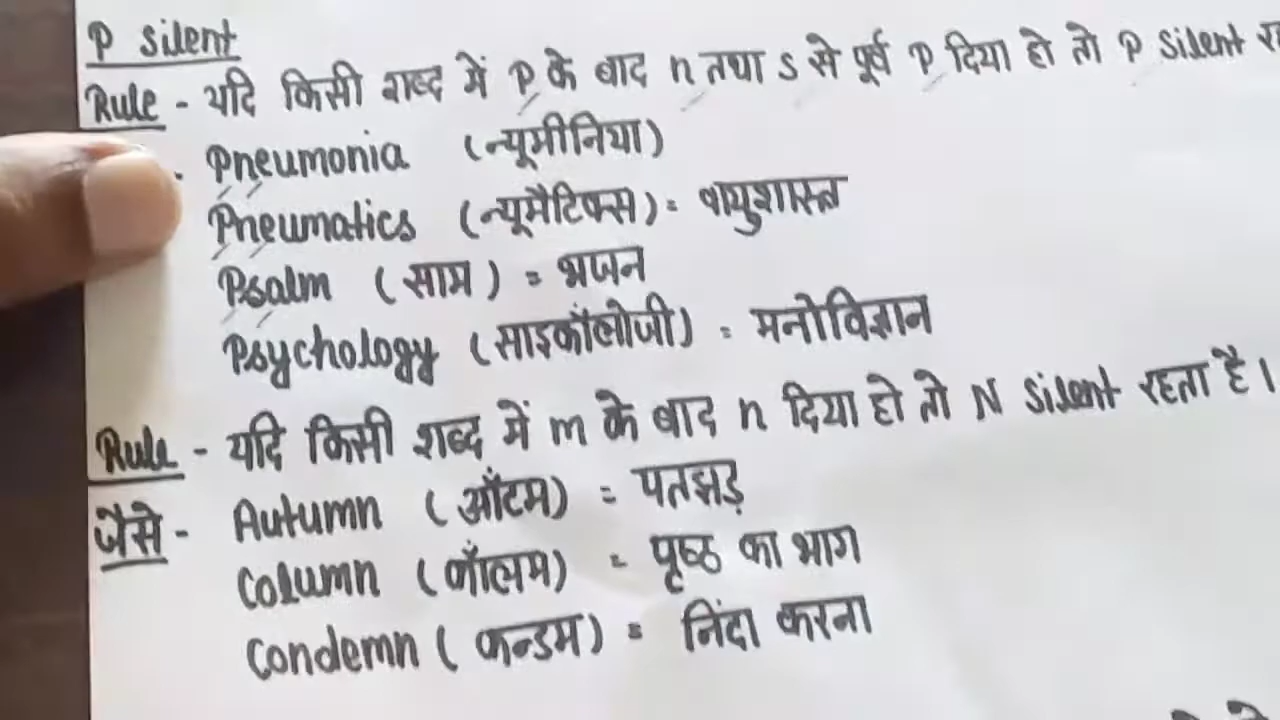 P silent
Rule - यदि किसी शब्द में P के बाद n तथा s से पूर्व P दिया हो तो P silent
Pneumonia (न्यूमीनिया)
Pneumatics (न्यूमैटिक्स) = वायुशास्त्र
Psalm (साम) = भजन
Psychology (साइकॉलोजी) = मनोविज्ञान
Rule - यदि किसी शब्द में m के बाद n दिया हो तो N silent रहता है।
जैसे - Autumn (ऑटम) = पतझड़
Column (कॉलम) = पृष्ठ का भाग
Condemn (कन्डम) = निंदा करना